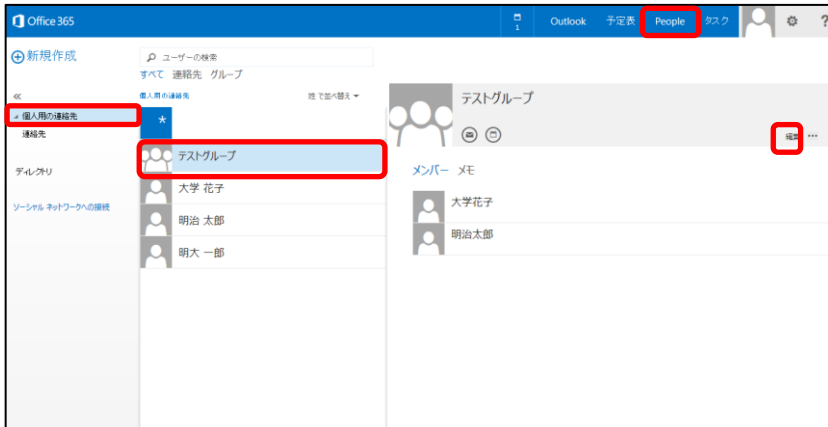 Office 365
1
Outlook 予定表 People タスク
?
新規作成
ユーザーの検索
すべて 連絡先 グループ
個人用の連絡先 姓 で並べ替え
個人用の連絡先
連絡先
ディレクトリ
ソーシャル ネットワークへの接続
*
テストグループ
大学 花子
明治 太郎
明大 一郎
テストグループ
編集 •••
メンバー メモ
大学花子
明治太郎